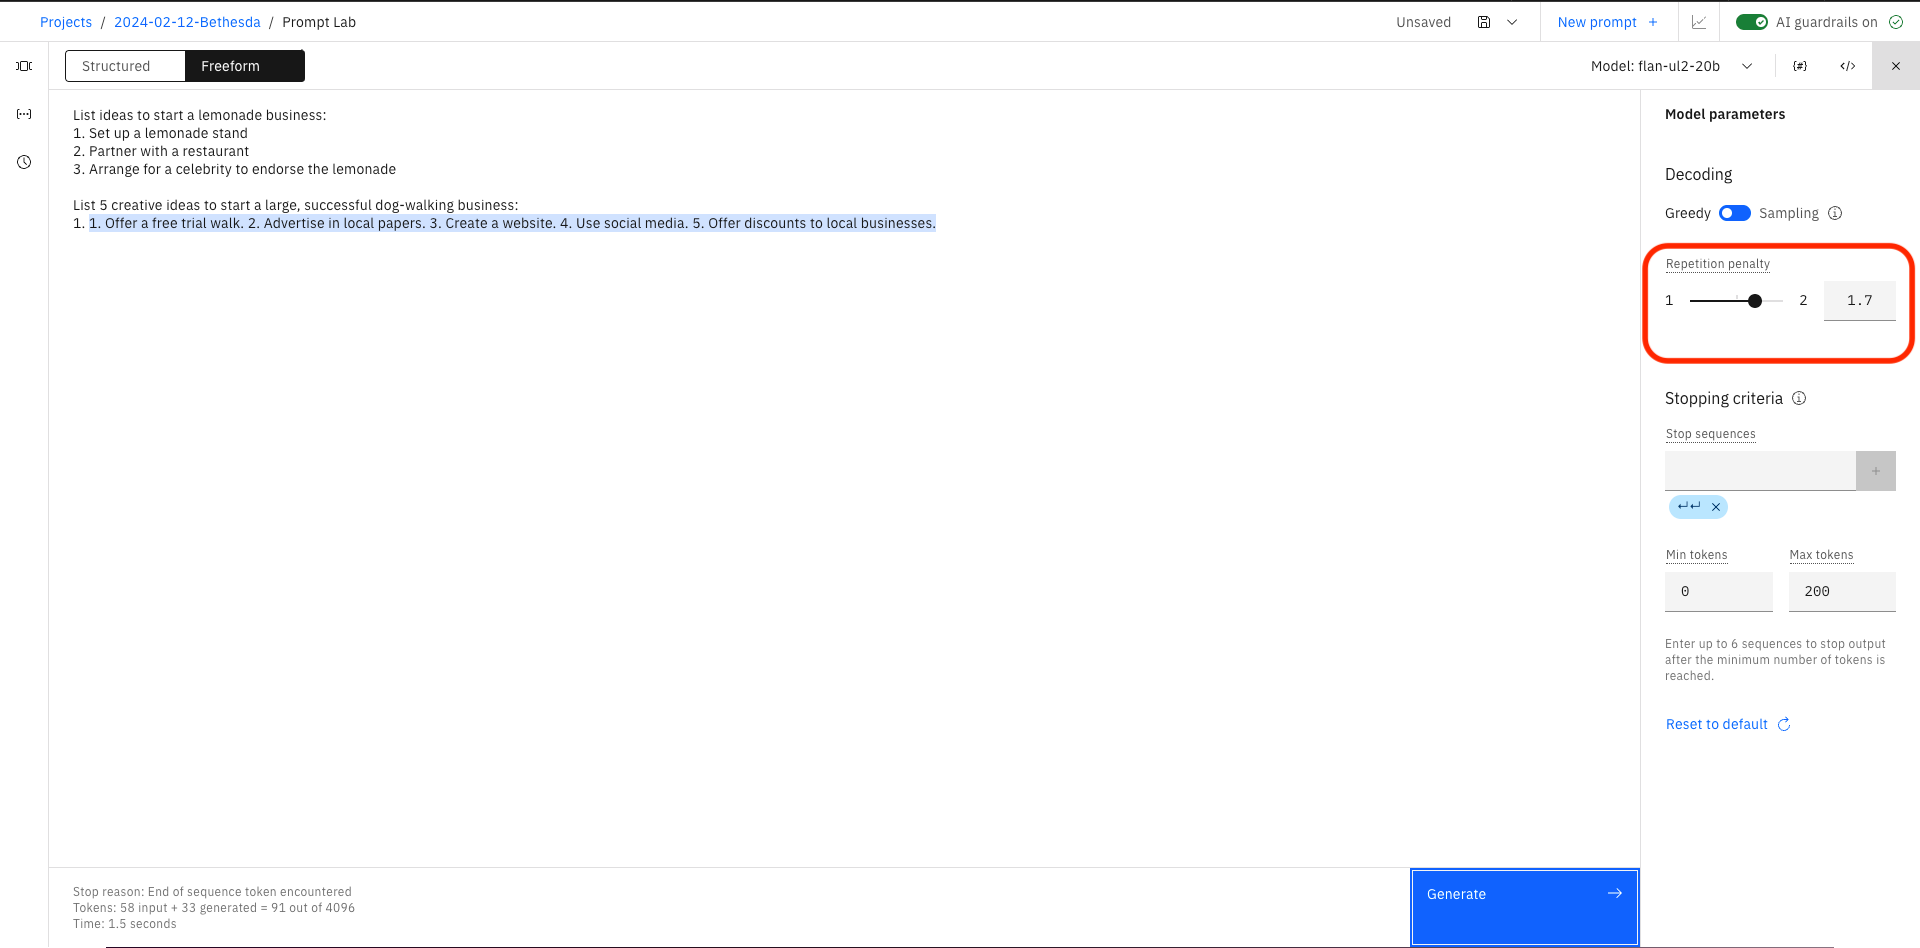 Projects / 2024-02-12-Bethesda / Prompt Lab
Unsaved
New prompt +
AI guardrails on
Structured
Freeform
Model: flan-ul2-20b
{#}
</>
List ideas to start a lemonade business:
1. Set up a lemonade stand
2. Partner with a restaurant
3. Arrange for a celebrity to endorse the lemonade
List 5 creative ideas to start a large, successful dog-walking business:
1. 1. Offer a free trial walk. 2. Advertise in local papers. 3. Create a website. 4. Use social media. 5. Offer discounts to local businesses.
Stop reason: End of sequence token encountered
Tokens: 58 input + 33 generated = 91 out of 4096
Time: 1.5 seconds
Generate
Model parameters
Decoding
Greedy Sampling
Repetition penalty
1 2 1.7
Stopping criteria
Stop sequences
Min tokens Max tokens
0 200
Enter up to 6 sequences to stop output
after the minimum number of tokens is
reached.
Reset to default